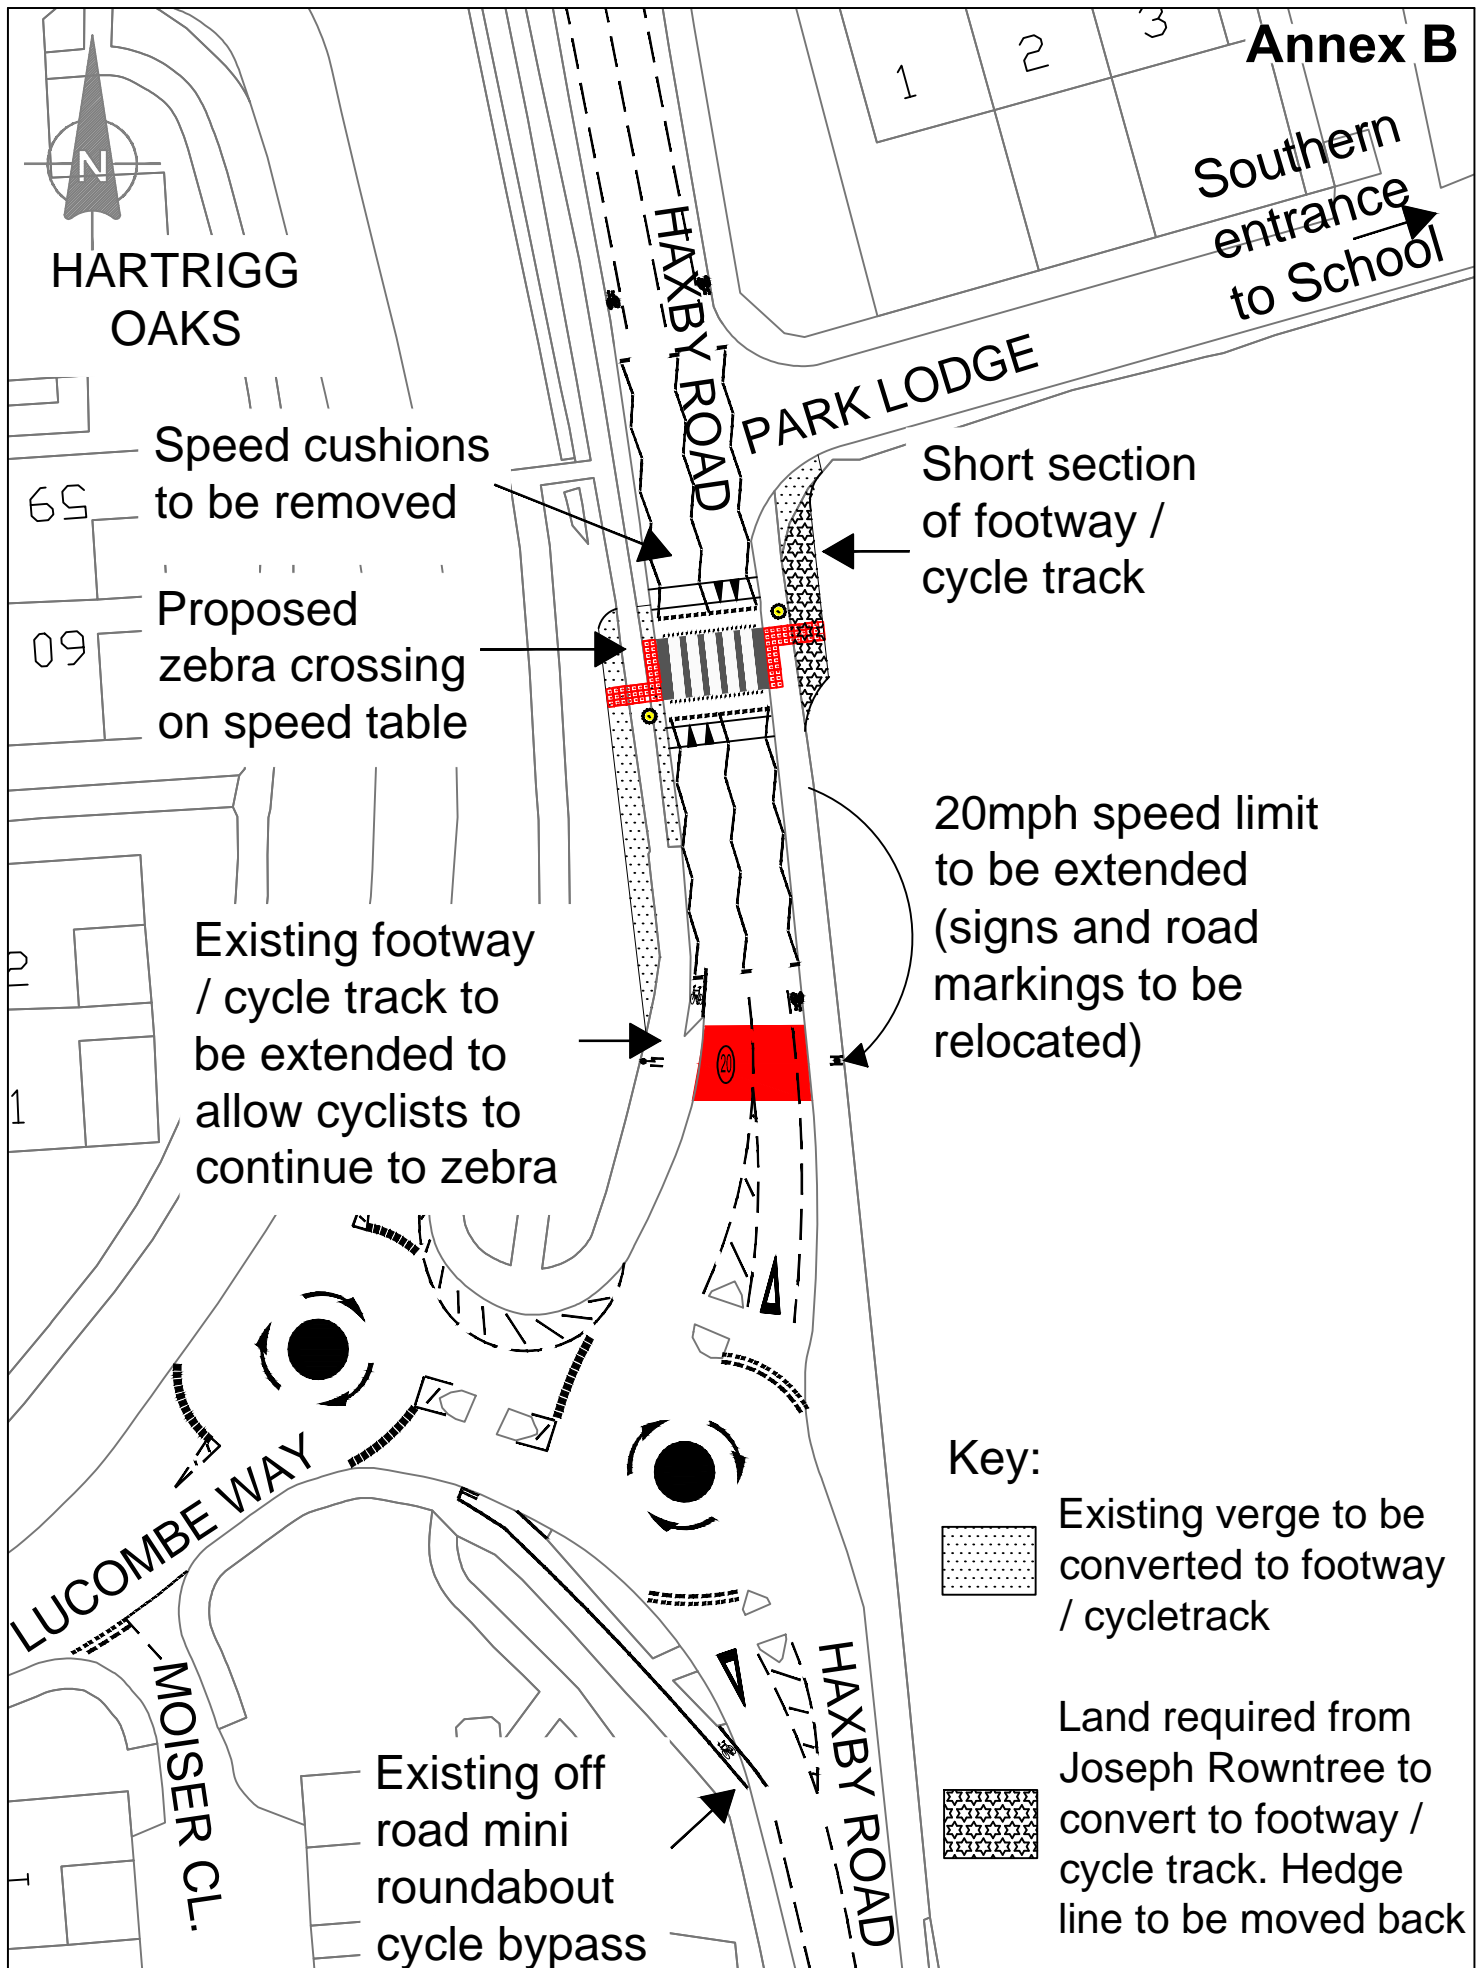 Annex B
1
2
3
Southern
entrance
to School
N
HARTRIGG
OAKS
HAXBY ROAD
PARK LODGE
Speed cushions
to be removed
Short section
of footway /
cycle track
59
Proposed
zebra crossing
on speed table
60
20mph speed limit
to be extended
(signs and road
markings to be
relocated)
Existing footway
/ cycle track to
be extended to
allow cyclists to
continue to zebra
2
1
20
LUCOMBE WAY
MOISER CL.
HAXBY ROAD
Existing off
road mini
roundabout
cycle bypass
1
Key:
Existing verge to be
converted to footway
/ cycletrack
Land required from
Joseph Rowntree to
convert to footway /
cycle track. Hedge
line to be moved back